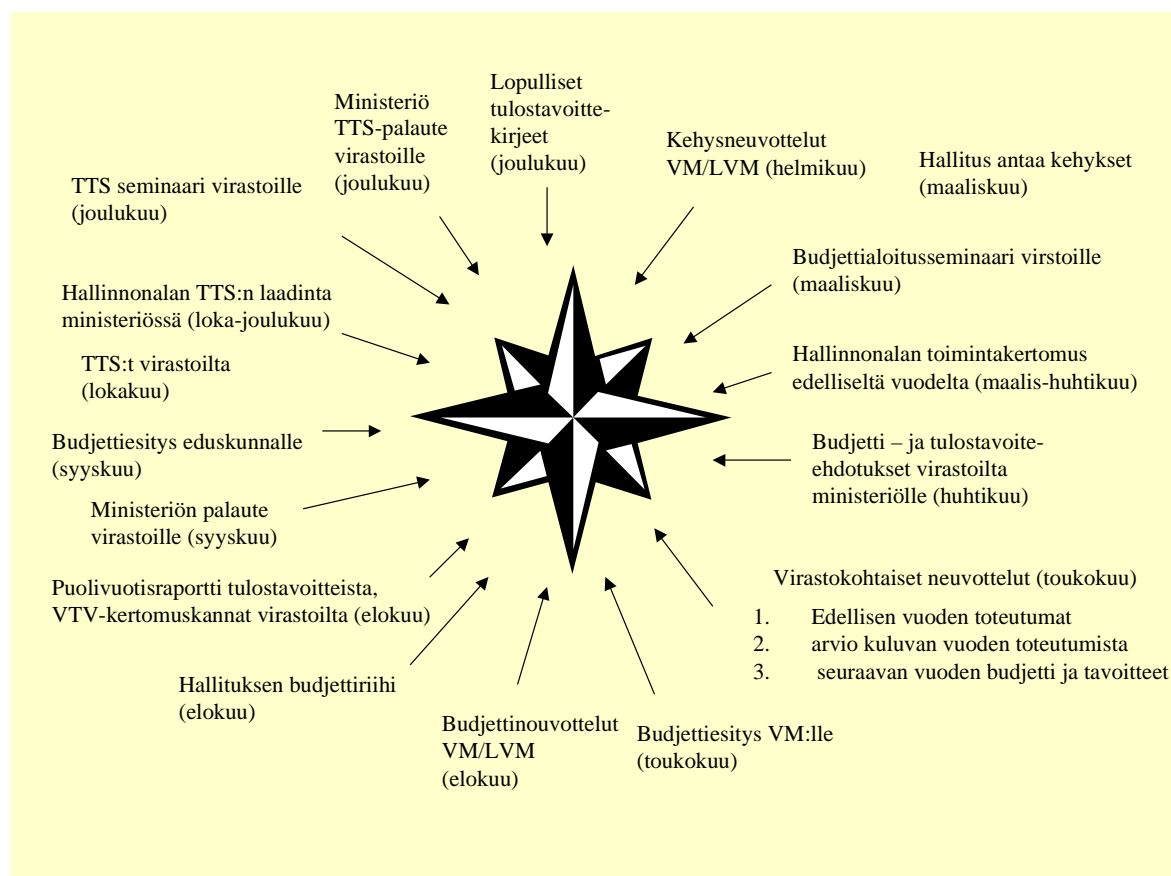 Lopulliset
tulostavoitte-
kirjeet
(joulukuu)
Ministeriö
TTS-palaute
virastoille
(joulukuu)
Kehysneuvottelut
VM/LVM (helmikuu)
Hallitus antaa kehykset
(maaliskuu)
TTS seminaari virastoille
(joulukuu)
Budjettialoitusseminaari virstoille
(maaliskuu)
Hallinnonalan TTS:n laadinta
ministeriössä (loka-joulukuu)
Hallinnonalan toimintakertomus
edelliseltä vuodelta (maalis-huhtikuu)
TTS:t virastoilta
(lokakuu)
Budjettiesitys eduskunnalle
(syyskuu)
Budjetti – ja tulostavoite-
ehdotukset virastoilta
ministeriölle (huhtikuu)
Ministeriön palaute
virastoille (syyskuu)
Puolivuotisraportti tulostavoitteista,
VTV-kertomuskannat virastoilta (elokuu)
Virastokohtaiset neuvottelut (toukokuu)
1. Edellisen vuoden toteutumat
2. arvio kuluvan vuoden toteutumista
3. seuraavan vuoden budjetti ja tavoitteet
Hallituksen budjettiriihi
(elokuu)
Budjettinouvottelut
VM/LVM
(elokuu)
Budjettiesitys VM:lle
(toukokuu)